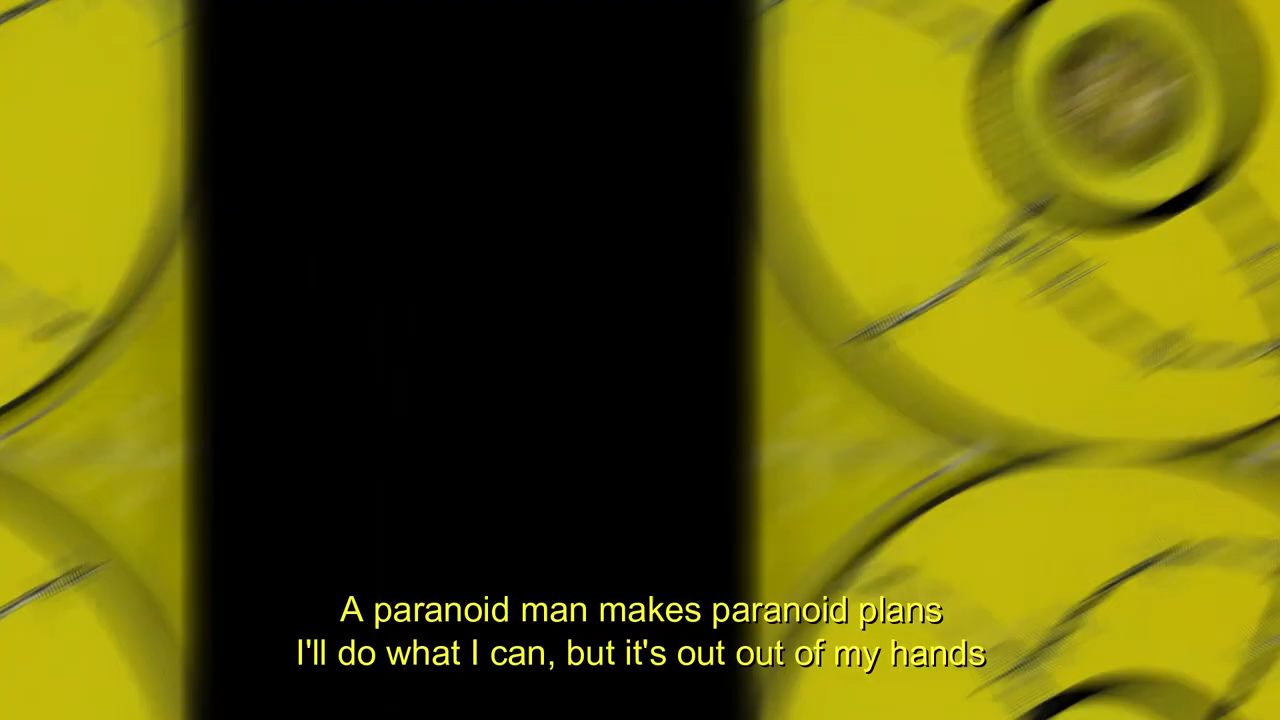 A paranoid man makes paranoid plans
I'll do what I can, but it's out out of my hands